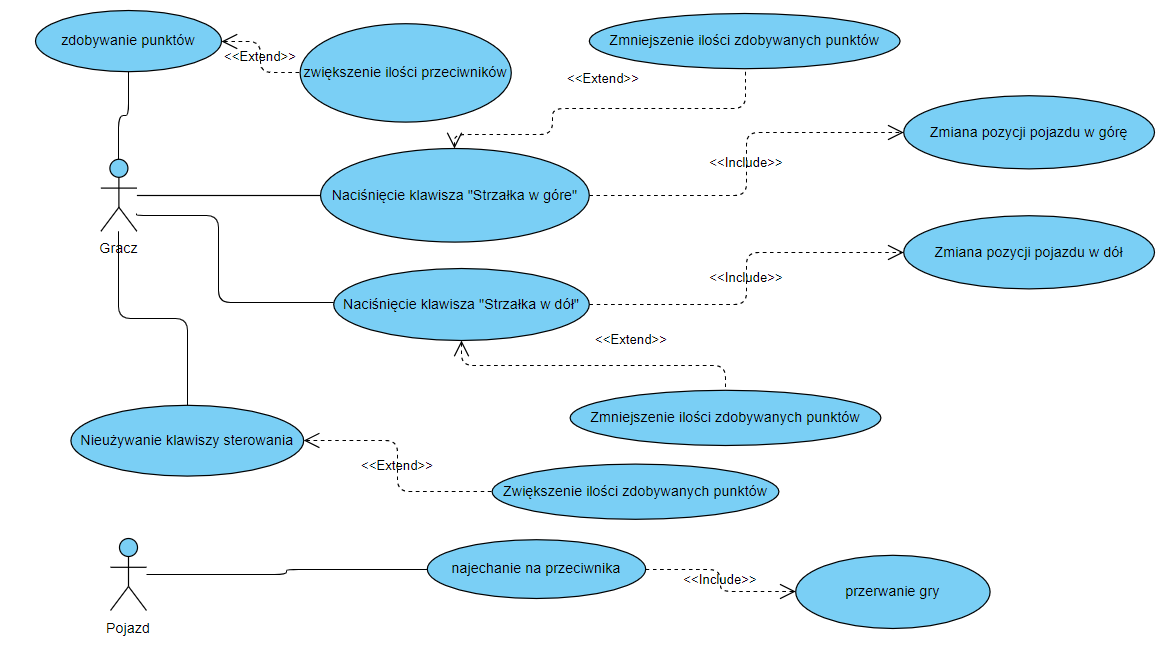 zdobywanie punktów
<<Extend>>
zwiększenie ilości przeciwników
Zmniejszenie ilości zdobywanych punktów
<<Extend>>
Zmiana pozycji pojazdu w górę
<<Include>>
Naciśnięcie klawisza "Strzałka w góre"
Gracz
Zmiana pozycji pojazdu w dół
<<Include>>
Naciśnięcie klawisza "Strzałka w dół"
<<Extend>>
Zmniejszenie ilości zdobywanych punktów
Nieużywanie klawiszy sterowania
<<Extend>>
Zwiększenie ilości zdobywanych punktów
najechanie na przeciwnika
<<Include>>
przerwanie gry
Pojazd